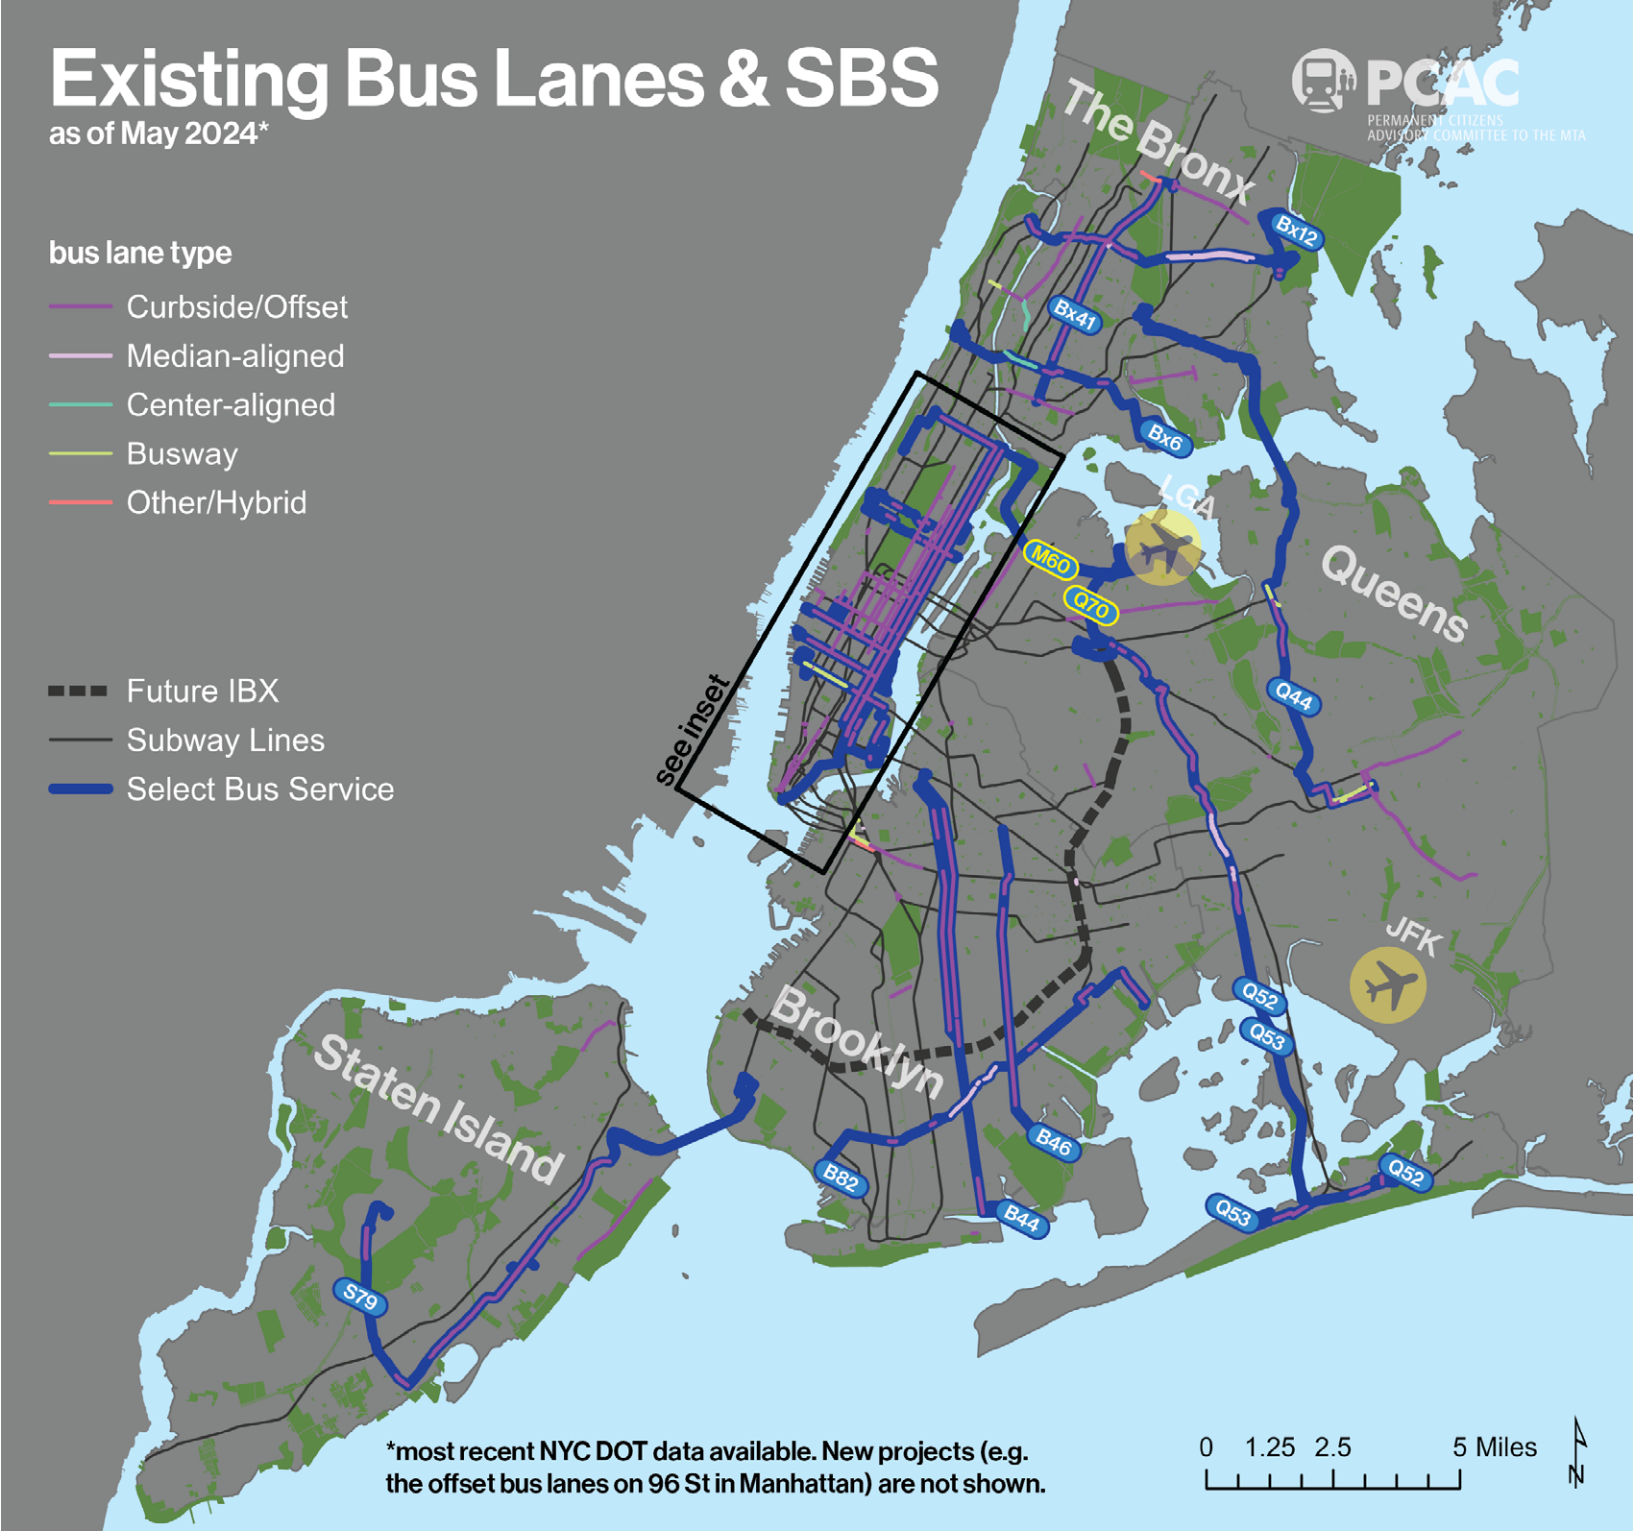 Existing Bus Lanes & SBS
as of May 2024*
PCAC
PERMANENT CITIZENS
ADVISORY COMMITTEE TO THE MTA
bus lane type
Curbside/Offset
Median-aligned
Center-aligned
Busway
Other/Hybrid
Future IBX
Subway Lines
Select Bus Service
The Bronx
Bx12
Bx41
Bx6
LGA
M60
Q70
Queens
Q44
see inset
JFK
Q52
Q53
Brooklyn
Staten Island
B46
B82
B44
Q52
Q53
S79
*most recent NYC DOT data available. New projects (e.g.
the offset bus lanes on 96 St in Manhattan) are not shown.
0 1.25 2.5 5 Miles
N